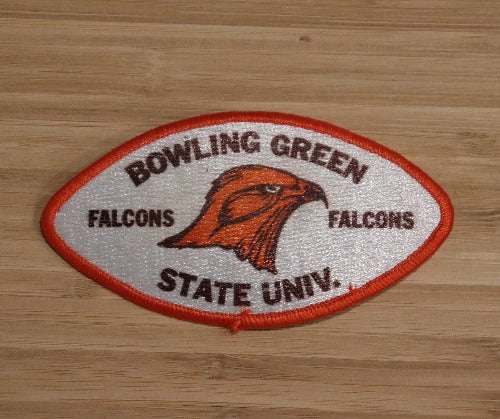 BOWLING GREEN
FALCONS FALCONS
STATE UNIV.